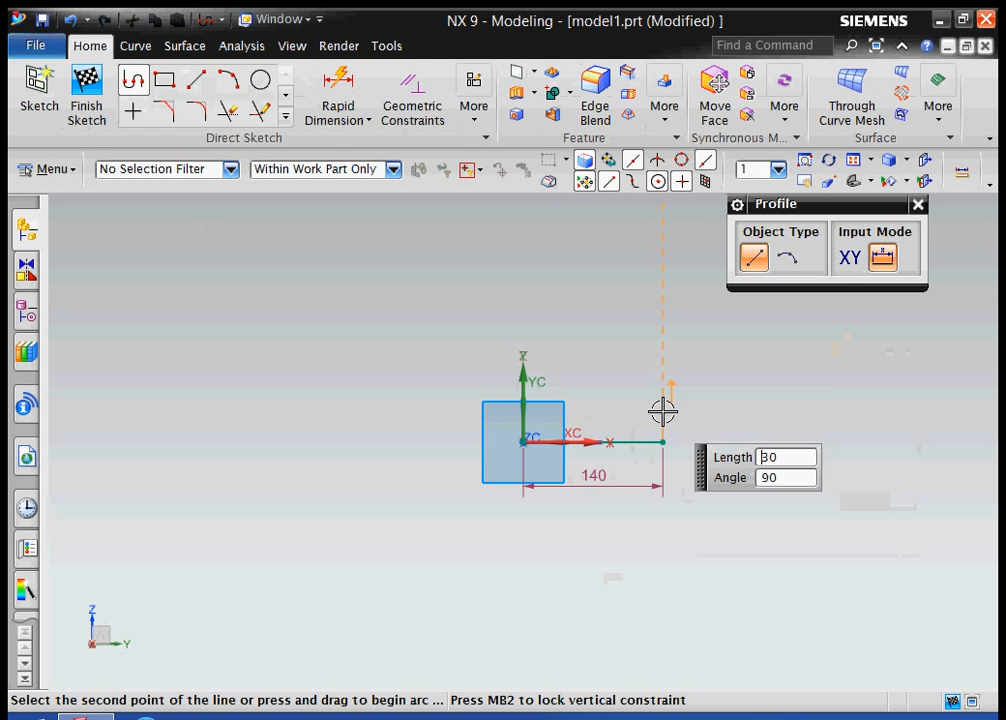 Window
NX 9 - Modeling - [model1.prt (Modified) ]
SIEMENS
File
Home
Curve
Surface
Analysis
View
Render
Tools
Find a Command
Sketch
Finish
Sketch
Rapid
Dimension
Geometric
Constraints
More
Edge
Blend
More
Move
Face
More
Through
Curve Mesh
More
Direct Sketch
Feature
Synchronous M...
Surface
Menu
No Selection Filter
Within Work Part Only
1
Profile
Object Type
Input Mode
XY
YC
ZC
XC
X
140
Length 30
Angle 90
Z
Y
Select the second point of the line or press and drag to begin arc ...
Press MB2 to lock vertical constraint